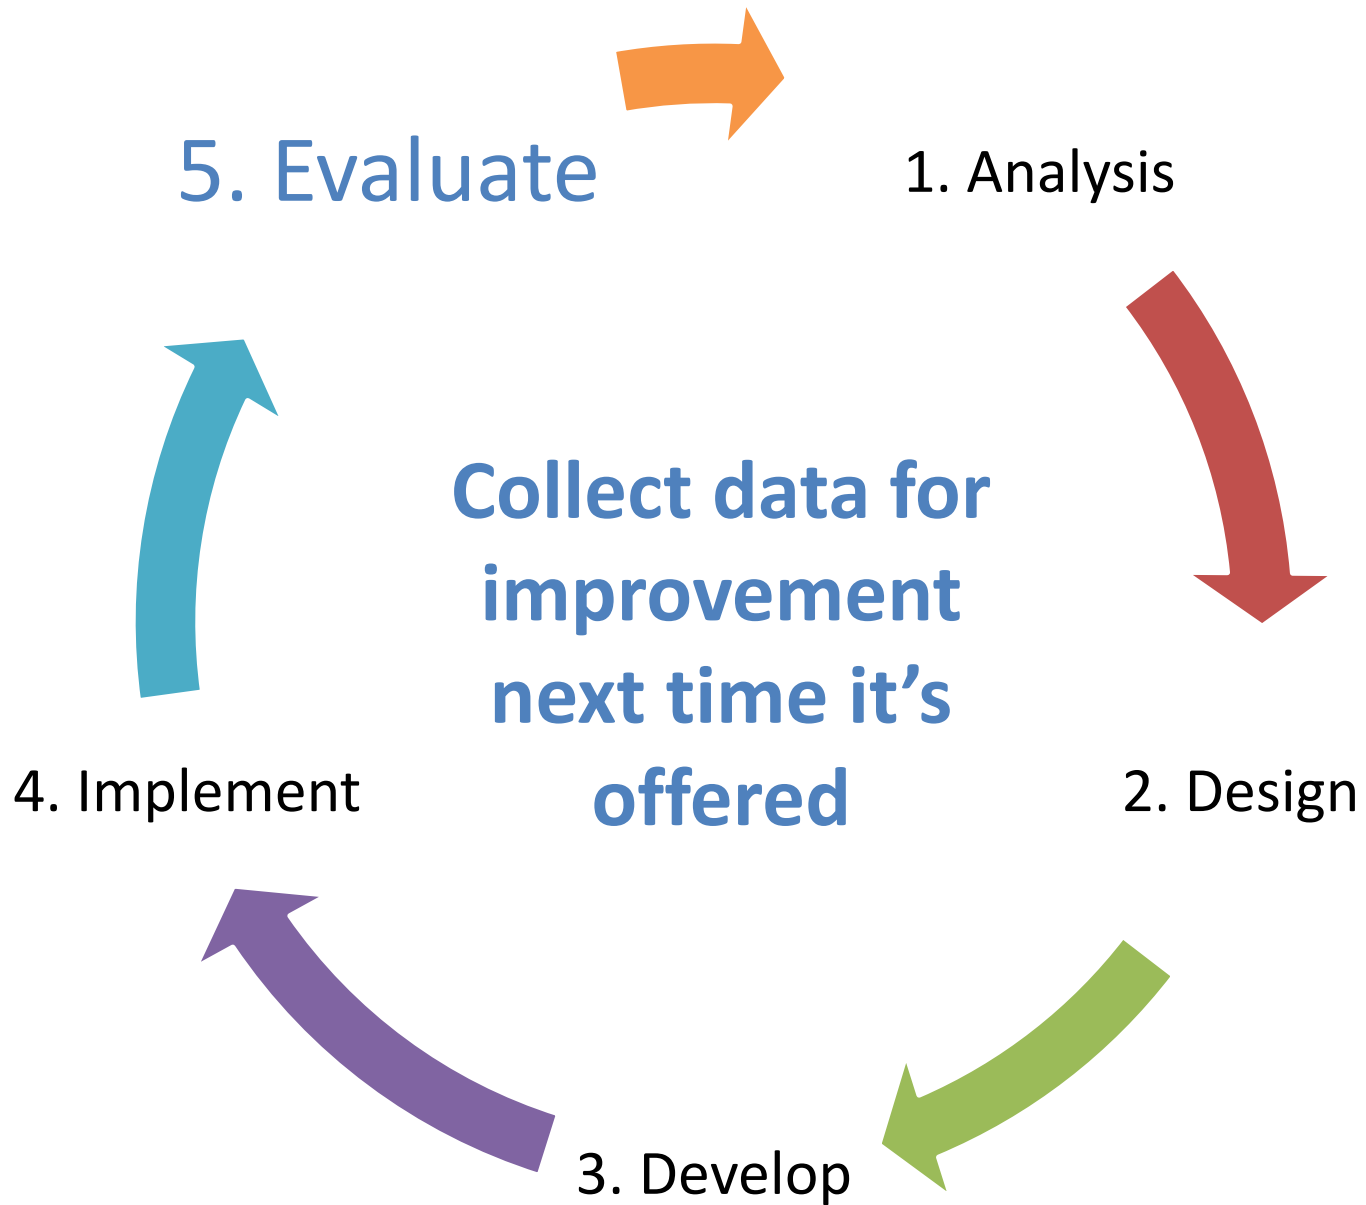 5. Evaluate
1. Analysis
Collect data for
improvement
next time it’s
offered
4. Implement
2. Design
3. Develop